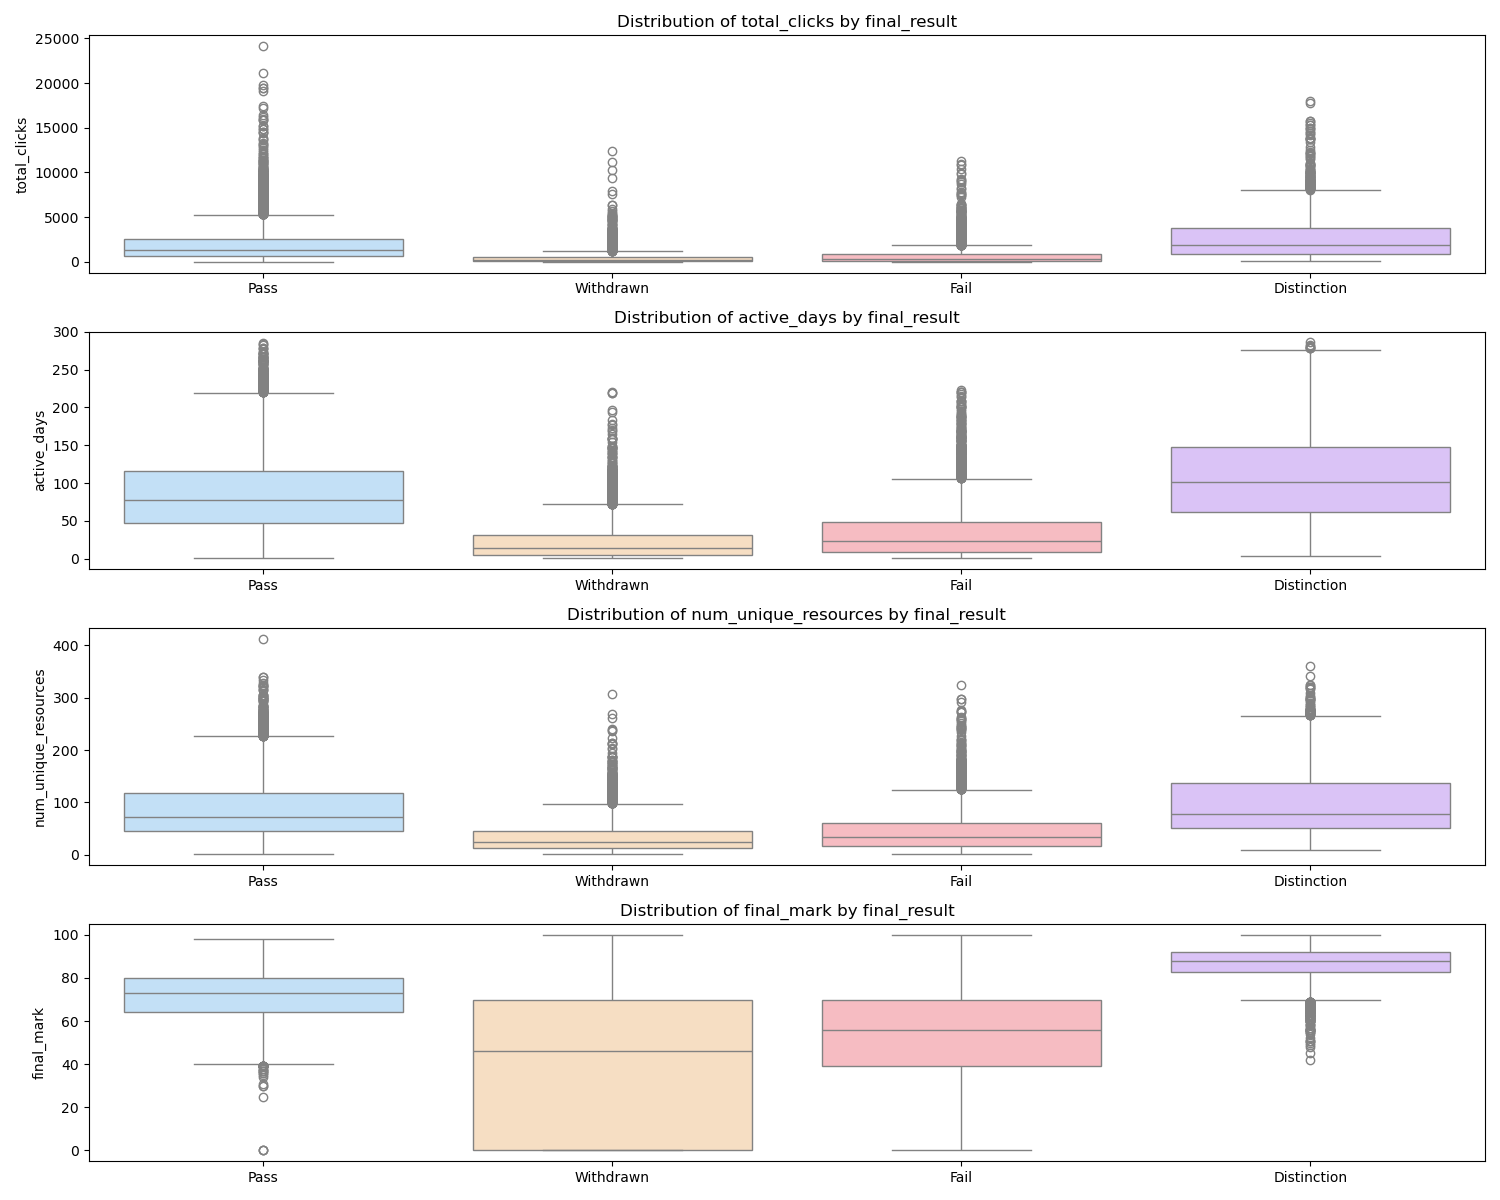 Distribution of total_clicks by final_result
total_clicks
25000
20000
15000
10000
5000
0
Pass Withdrawn Fail Distinction
Distribution of active_days by final_result
active_days
300
250
200
150
100
50
0
Pass Withdrawn Fail Distinction
Distribution of num_unique_resources by final_result
num_unique_resources
400
300
200
100
0
Pass Withdrawn Fail Distinction
Distribution of final_mark by final_result
final_mark
100
80
60
40
20
0
Pass Withdrawn Fail Distinction